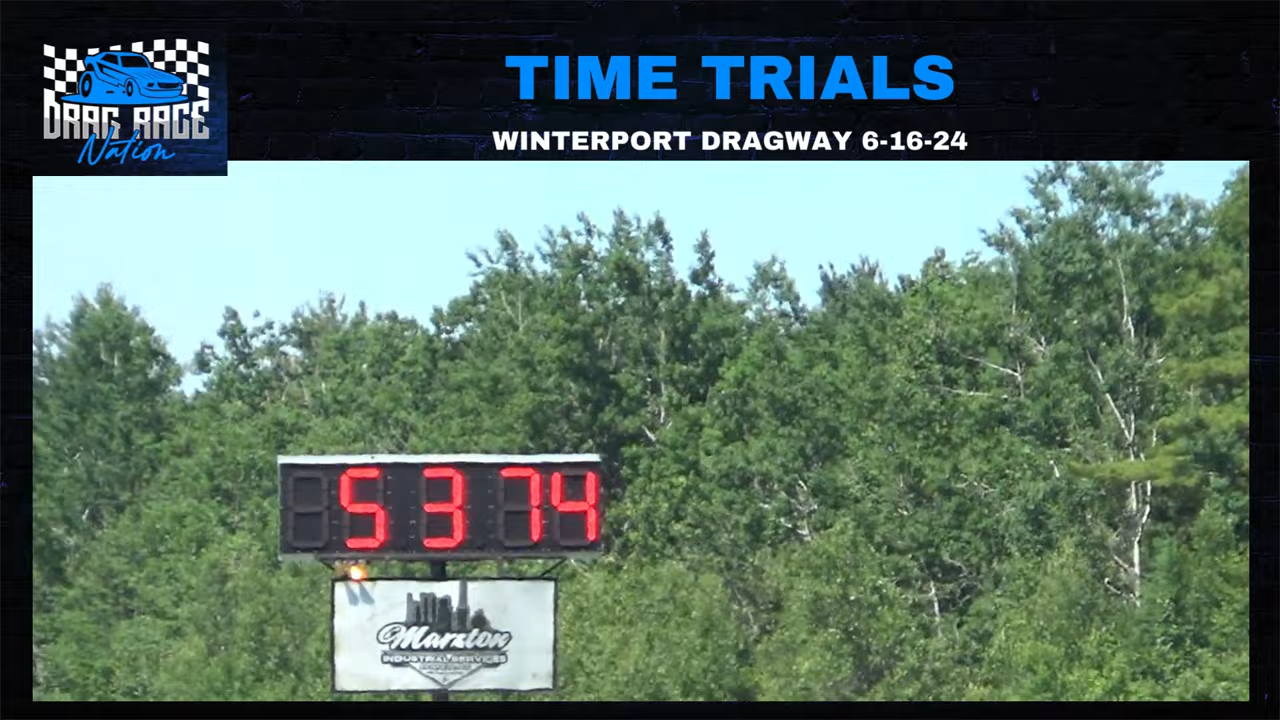 TIME TRIALS
WINTERPORT DRAGWAY 6-16-24
DRAG RACE
Nation
5374
Marston
INDUSTRIAL SERVICES